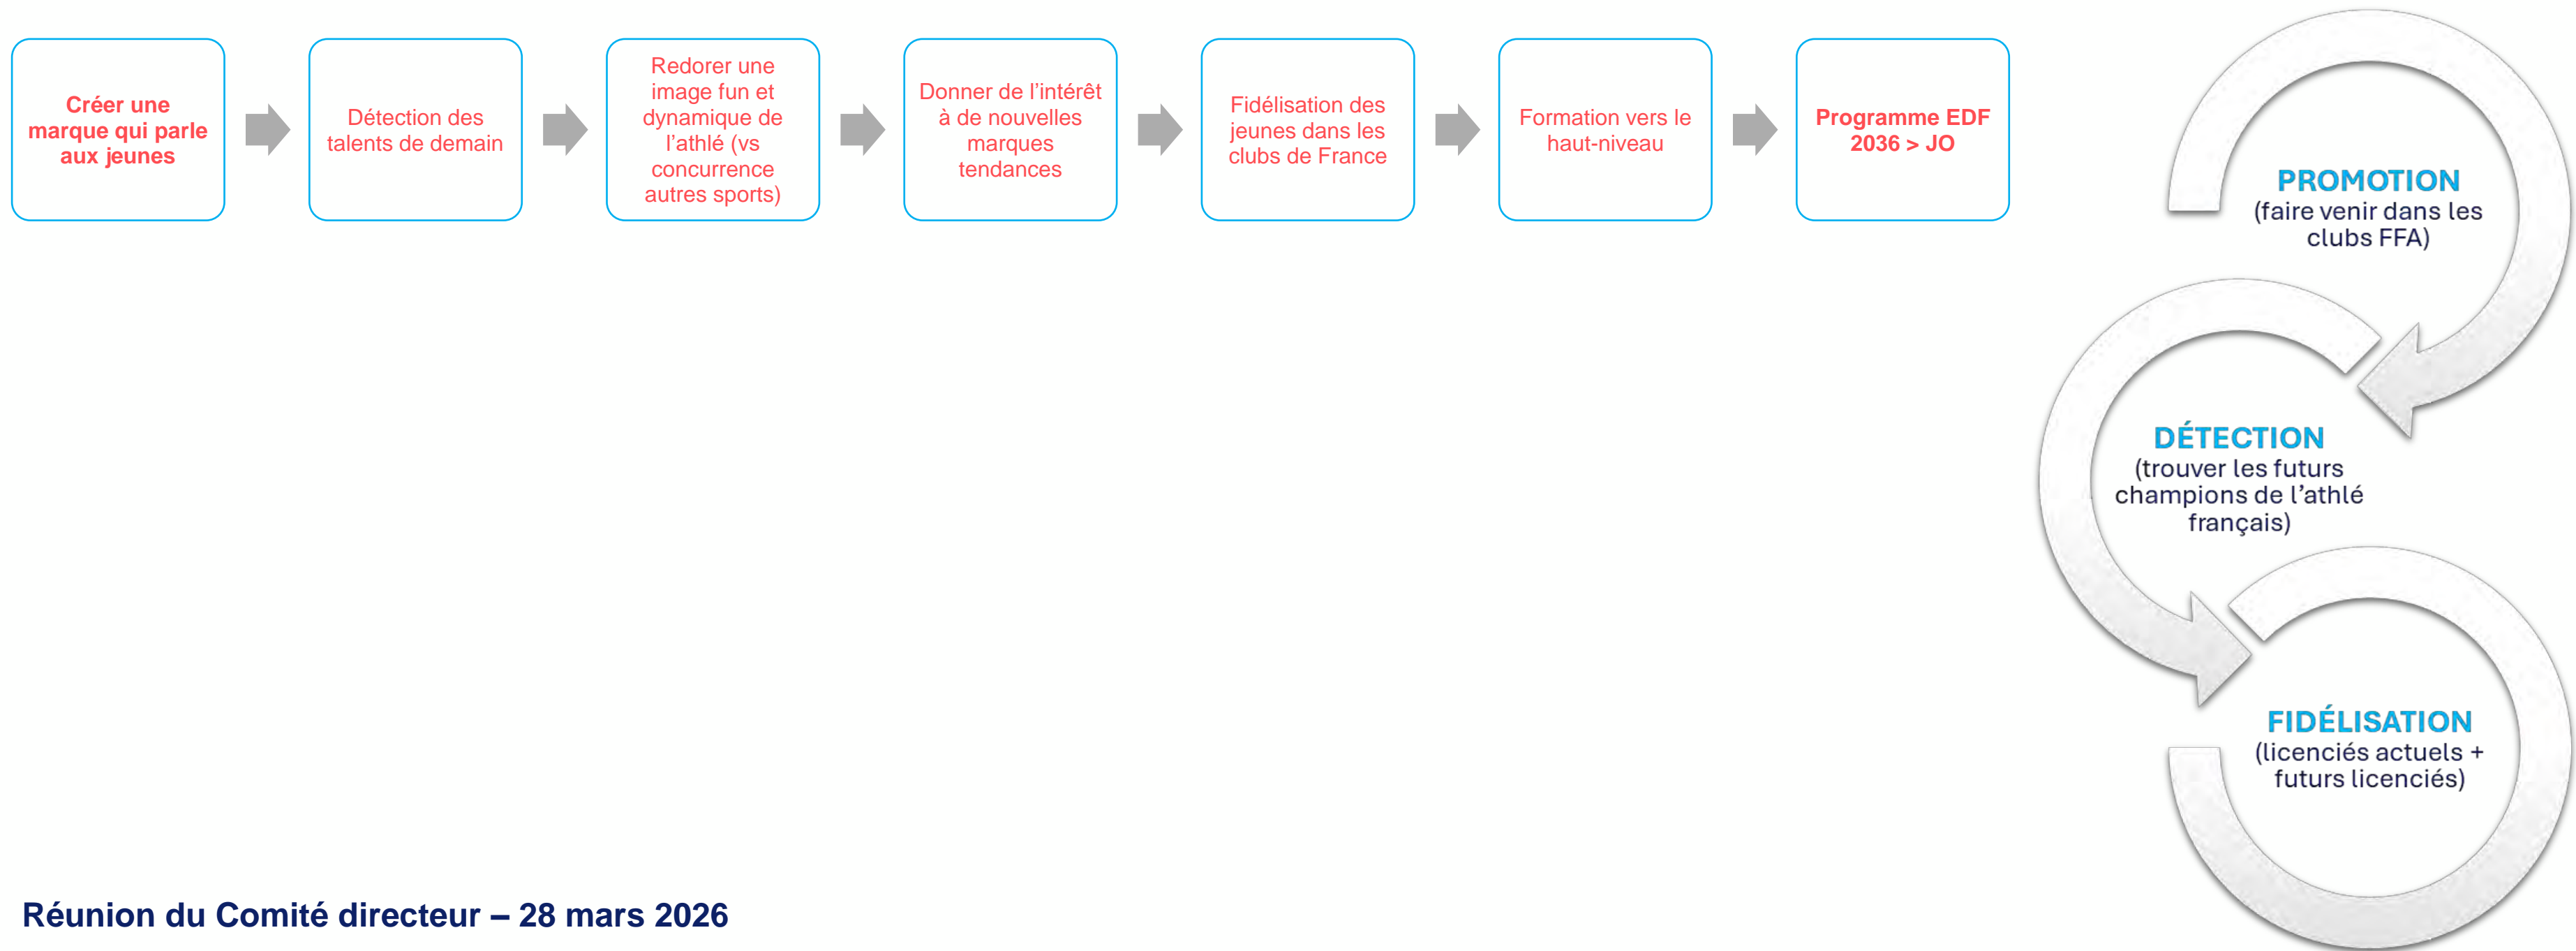 Créer une
marque qui parle
aux jeunes
Détection des
talents de demain
Redorer une
image fun et
dynamique de
l'athlé (vs
concurrence
autres sports)
Donner de l'intérêt
à de nouvelles
marques
tendances
Fidélisation des
jeunes dans les
clubs de France
Formation vers le
haut-niveau
Programme EDF
2036 > JO
PROMOTION
(faire venir dans les
clubs FFA)
DÉTECTION
(trouver les futurs
champions de l'athlé
français)
FIDÉLISATION
(licenciés actuels +
futurs licenciés)
Réunion du Comité directeur – 28 mars 2026